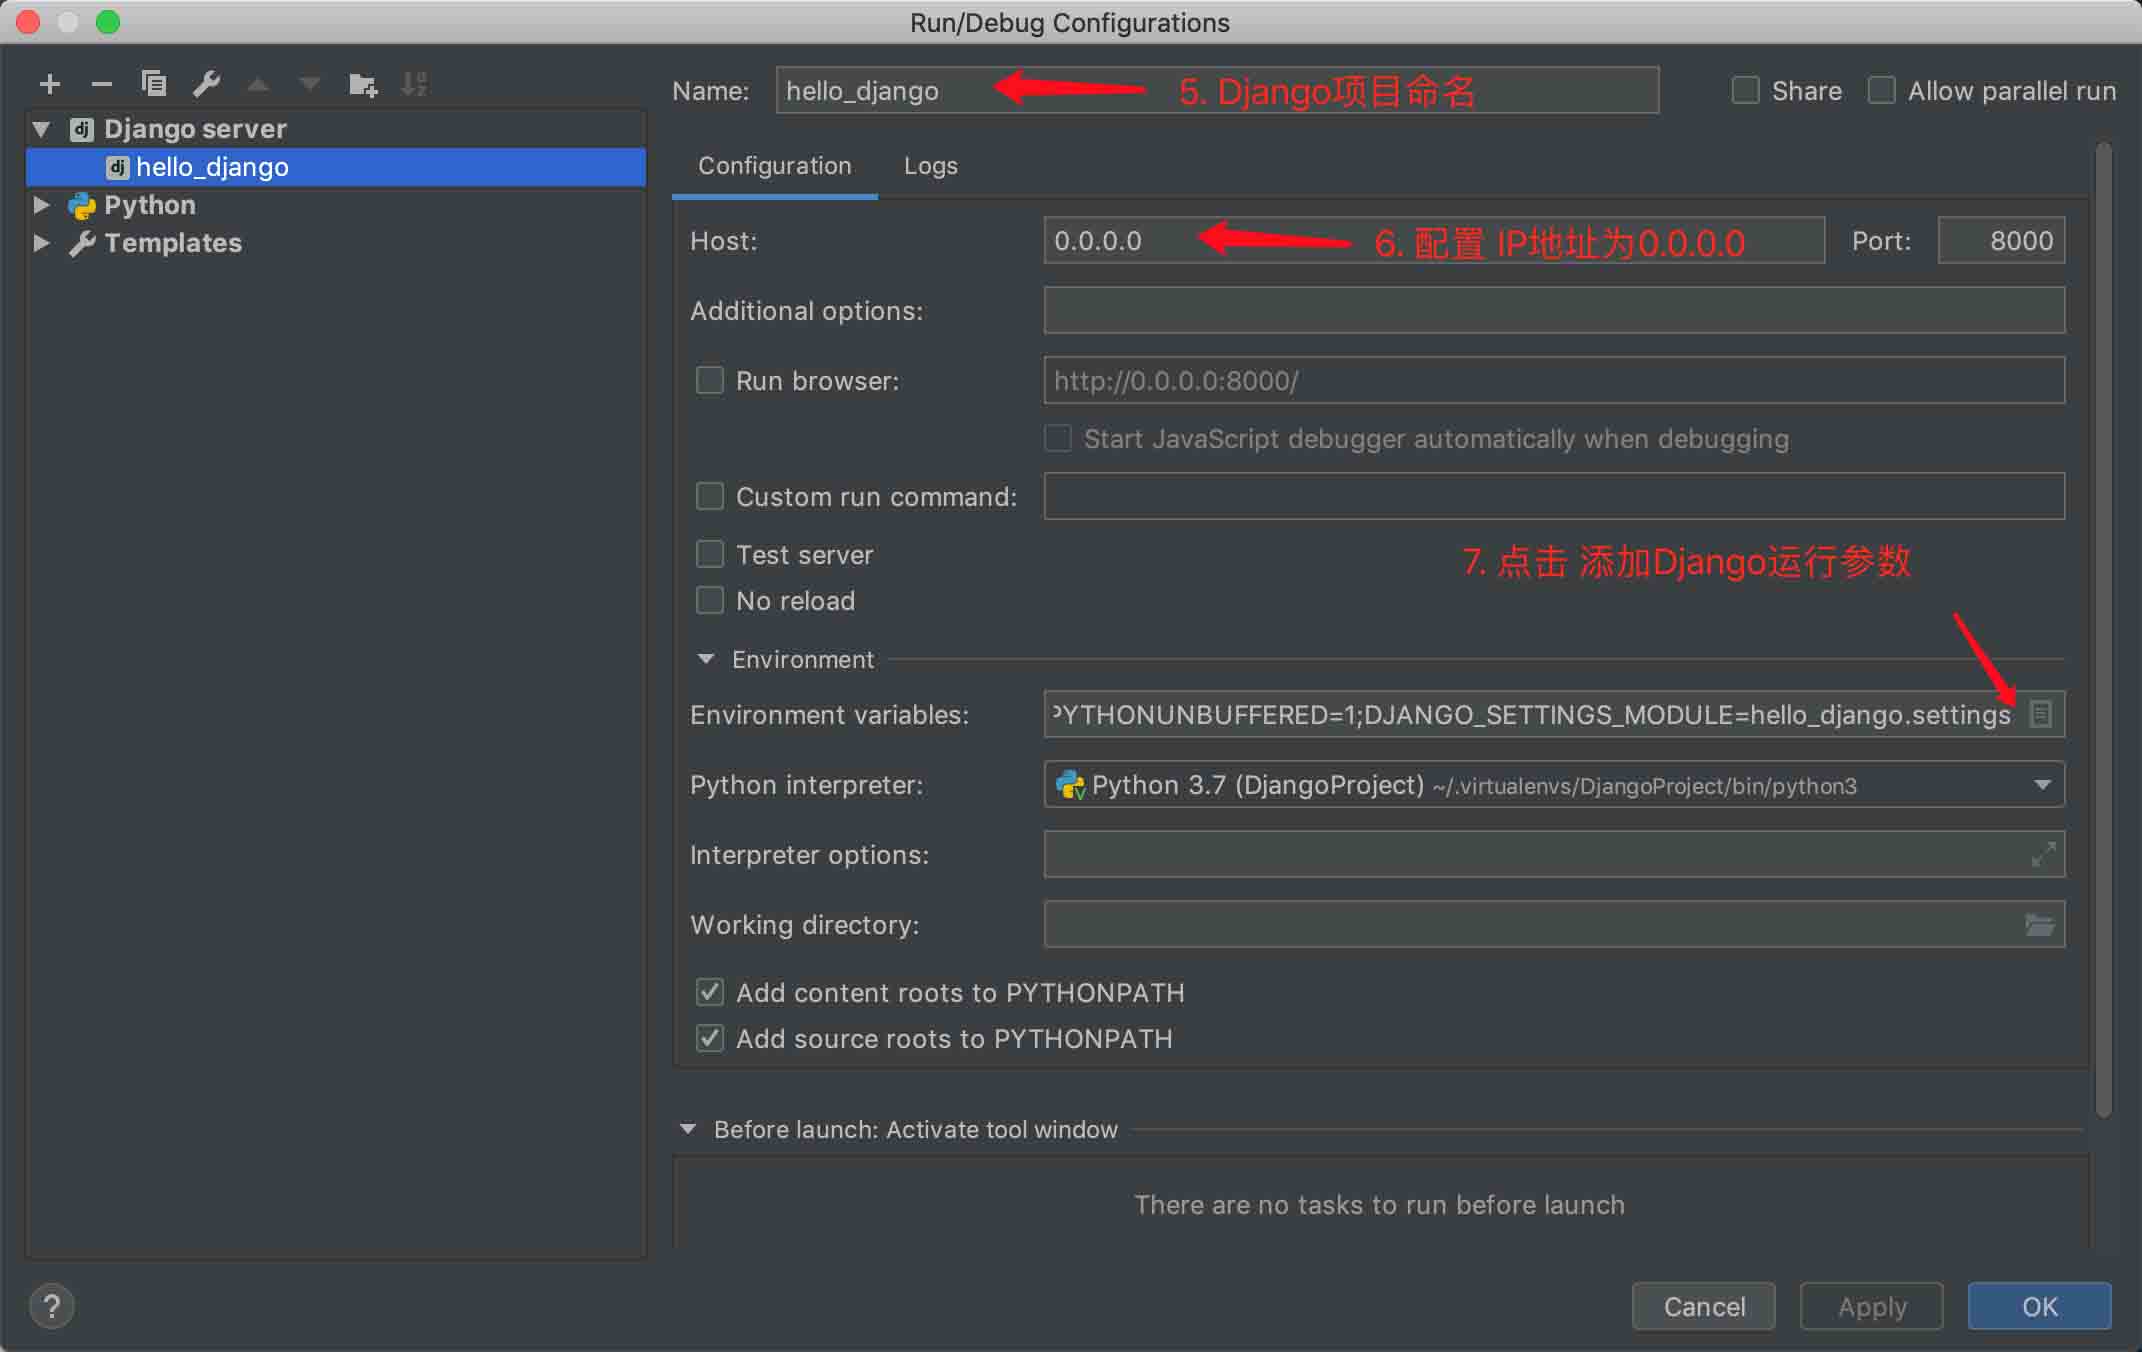 Run/Debug Configurations
Name: hello_django 5. Django项目命名 Share Allow parallel run
Django server
hello_django
Python
Templates
Configuration Logs
Host: 0.0.0.0 6. 配置 IP地址为0.0.0.0 Port: 8000
Additional options:
Run browser: http://0.0.0.0:8000/
Start JavaScript debugger automatically when debugging
Custom run command:
Test server
7. 点击 添加Django运行参数
No reload
Environment
Environment variables: PYTHONUNBUFFERED=1;DJANGO_SETTINGS_MODULE=hello_django.settings
Python interpreter: Python 3.7 (DjangoProject) ~/.virtualenvs/DjangoProject/bin/python3
Interpreter options:
Working directory:
Add content roots to PYTHONPATH
Add source roots to PYTHONPATH
Before launch: Activate tool window
There are no tasks to run before launch
? Cancel Apply OK